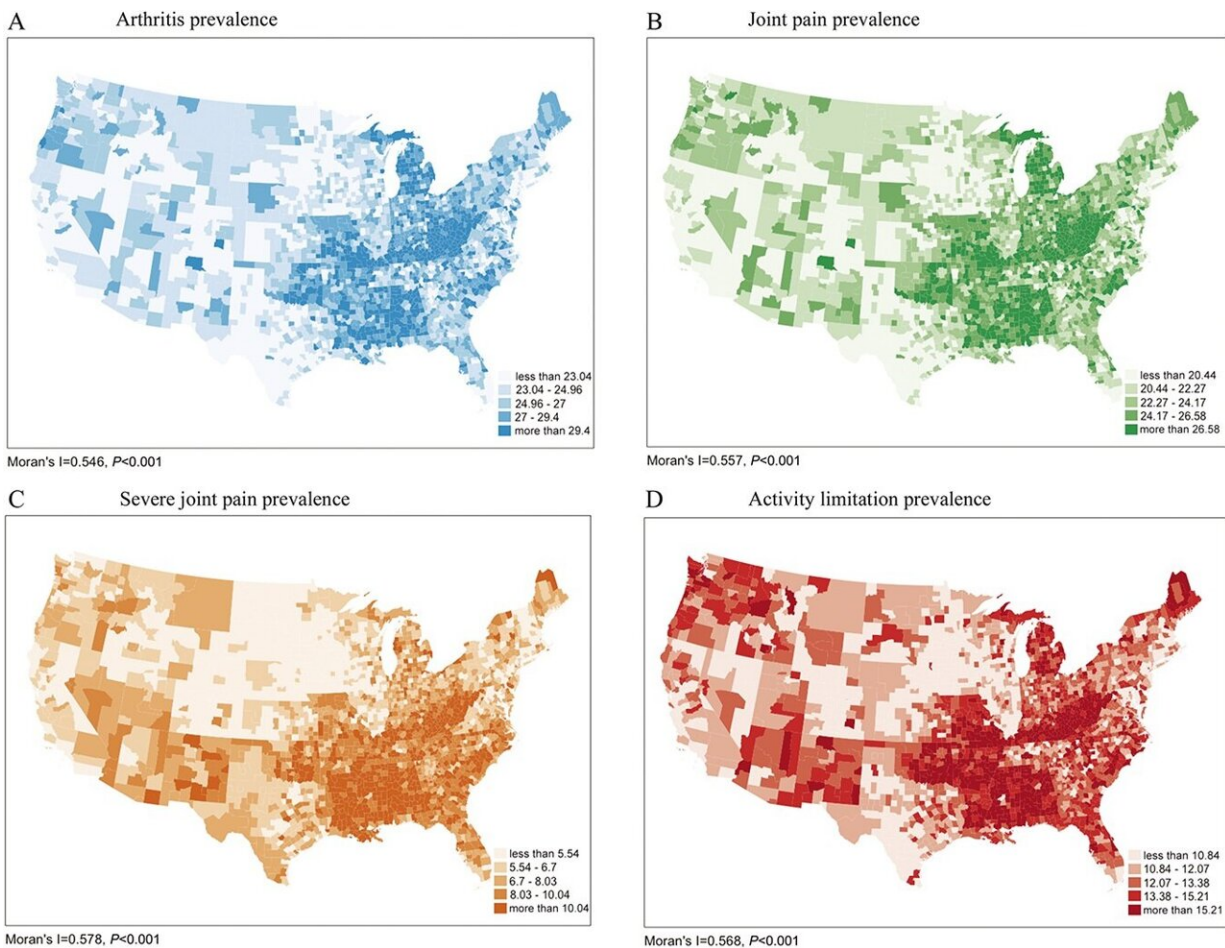 A Arthritis prevalence
less than 23.04
23.04 - 24.96
24.96 - 27
27 - 29.4
more than 29.4
Moran's I=0.546, P<0.001
B Joint pain prevalence
less than 20.44
20.44 - 22.27
22.27 - 24.17
24.17 - 26.58
more than 26.58
Moran's I=0.557, P<0.001
C Severe joint pain prevalence
less than 5.54
5.54 - 6.7
6.7 - 8.03
8.03 - 10.04
more than 10.04
Moran's I=0.578, P<0.001
D Activity limitation prevalence
less than 10.84
10.84 - 12.07
12.07 - 13.38
13.38 - 15.21
more than 15.21
Moran's I=0.568, P<0.001